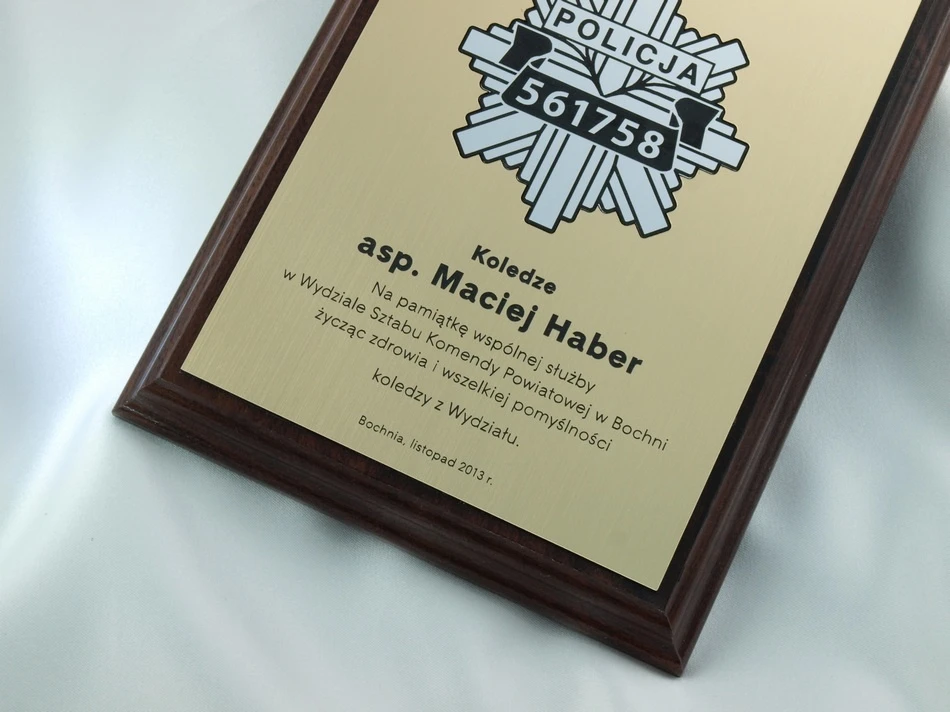 POLICJA
561758
Koledze
asp. Maciej Haber
Na pamiątkę wspólnej służby
w Wydziale Sztabu Komendy Powiatowej w Bochni
życząc zdrowia i wszelkiej pomyślności
koledzy z Wydziału.
Bochnia, listopad 2013 r.